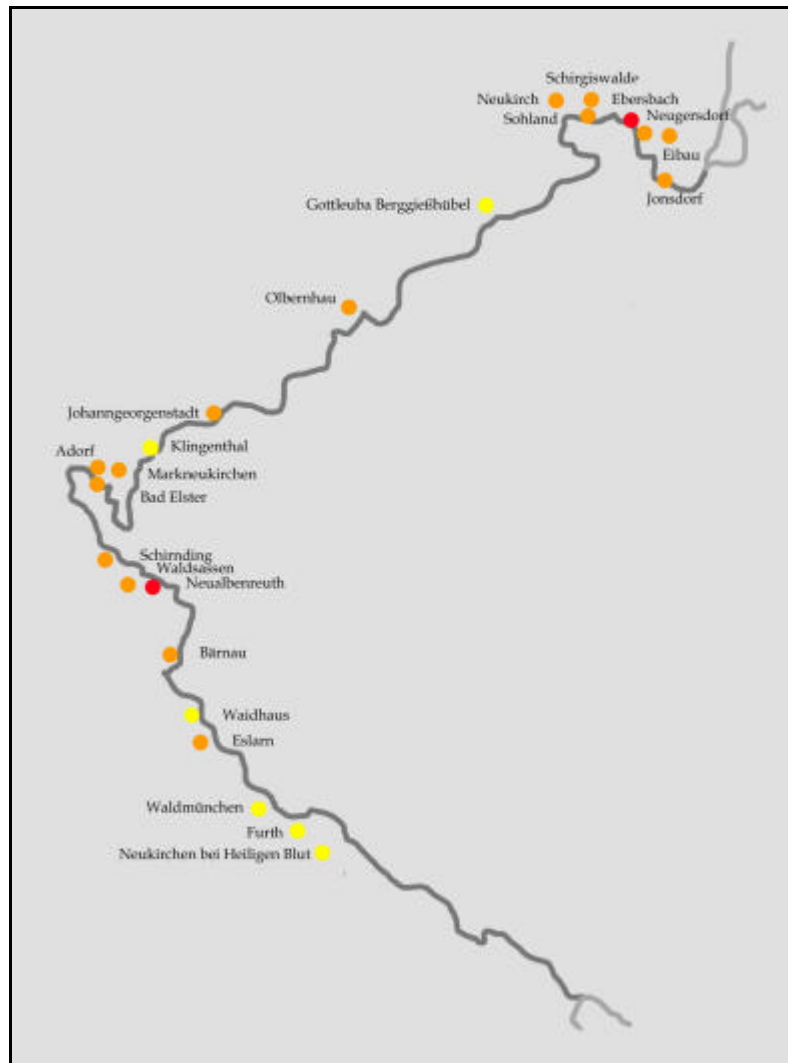 Schirgiswalde
Neukirch
Ebersbach
Sohland
Neugersdorf
Eibau
Jonsdorf
Gottleuba Berggießhübel
Olbernhau
Johanngeorgenstadt
Klingenthal
Adorf
Markneukirchen
Bad Elster
Schirnding
Waldsassen
Neualbenreuth
Bärnau
Waidhaus
Eslarn
Waldmünchen
Furth
Neukirchen bei Heiligen Blut